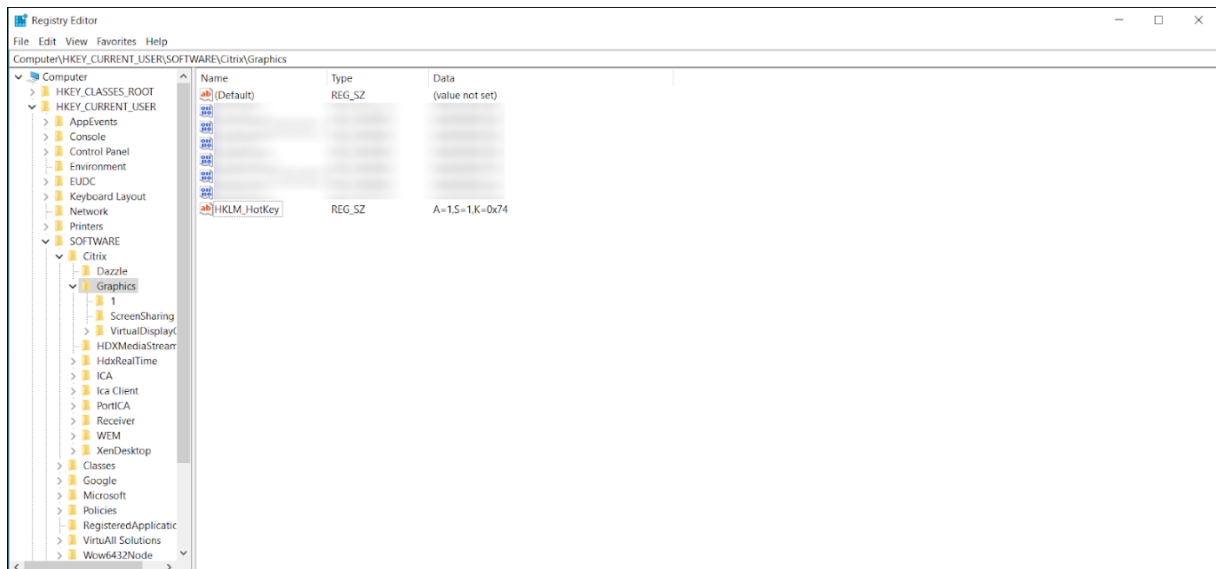 Registry Editor
File Edit View Favorites Help
Computer\HKEY_CURRENT_USER\SOFTWARE\Citrix\Graphics
Computer
HKEY_CLASSES_ROOT
HKEY_CURRENT_USER
AppEvents
Console
Control Panel
Environment
EUDC
Keyboard Layout
Network
Printers
SOFTWARE
Citrix
Dazzle
Graphics
1
ScreenSharing
VirtualDisplay
HDXMediaStream
HdxRealTime
ICA
Ica Client
PortICA
Receiver
WEM
XenDesktop
Classes
Google
Microsoft
Policies
RegisteredApplicatic
VirtuAll Solutions
Wow6432Node
Name Type Data
(Default) REG_SZ (value not set)
HKLM_HotKey REG_SZ A=1,S=1,K=0x74